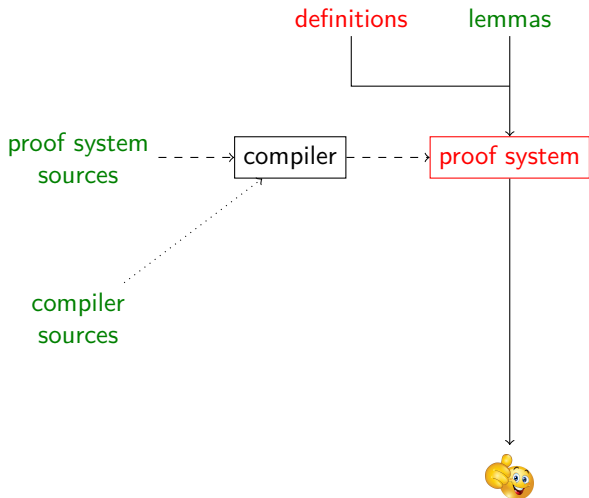 definitions
lemmas
proof system
sources
compiler
proof system
compiler
sources